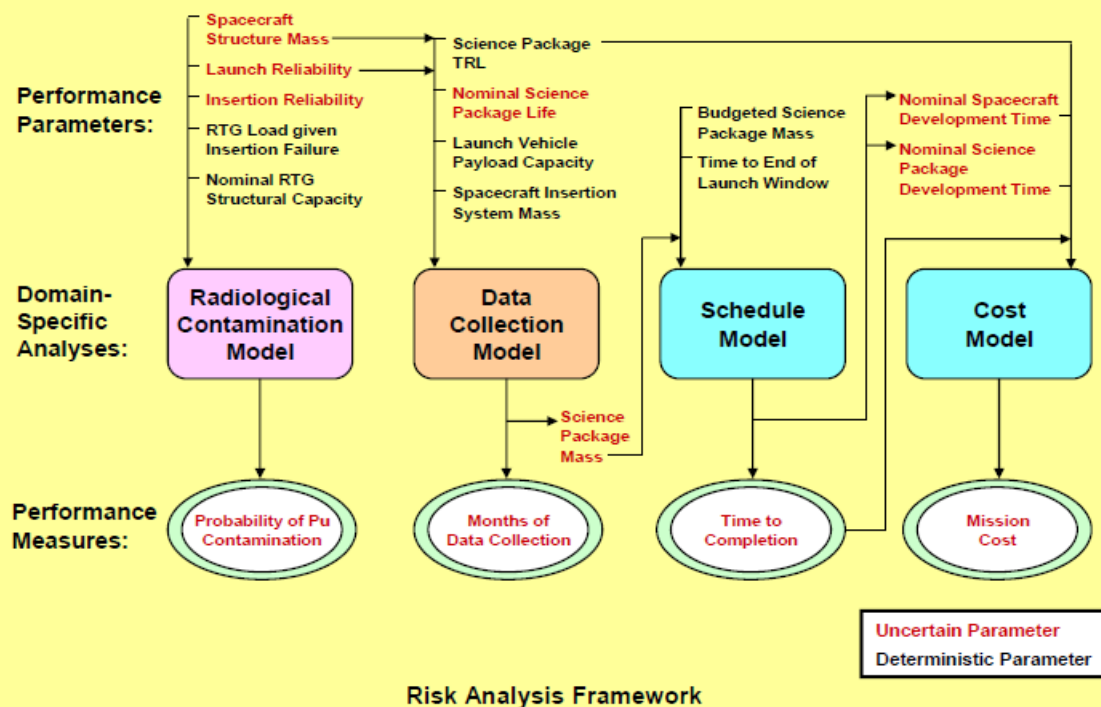 Performance
Parameters:
Spacecraft
Structure Mass
Launch Reliability
Insertion Reliability
RTG Load given
Insertion Failure
Nominal RTG
Structural Capacity
Science Package
TRL
Nominal Science
Package Life
Launch Vehicle
Payload Capacity
Spacecraft Insertion
System Mass
Budgeted Science
Package Mass
Time to End of
Launch Window
Nominal Spacecraft
Development Time
Nominal Science
Package
Development Time
Domain-
Specific
Analyses:
Radiological
Contamination
Model
Data
Collection
Model
Schedule
Model
Cost
Model
Science
Package
Mass
Performance
Measures:
Probability of Pu
Contamination
Months of
Data Collection
Time to
Completion
Mission
Cost
Uncertain Parameter
Deterministic Parameter
Risk Analysis Framework